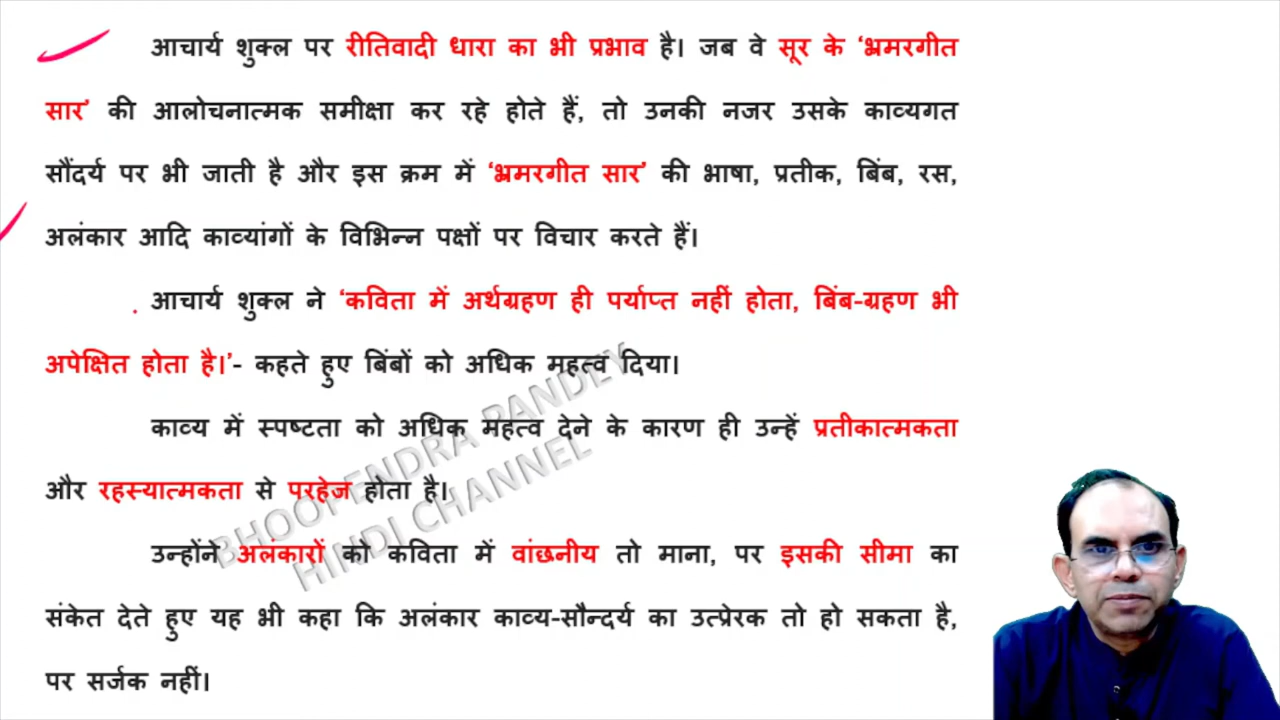 आचार्य शुक्ल पर रीतिवादी धारा का भी प्रभाव है। जब वे सूर के ‘भ्रमरगीत
सार’ की आलोचनात्मक समीक्षा कर रहे होते हैं, तो उनकी नजर उसके काव्यगत
सौंदर्य पर भी जाती है और इस क्रम में ‘भ्रमरगीत सार’ की भाषा, प्रतीक, बिंब, रस,
अलंकार आदि काव्यांगों के विभिन्न पक्षों पर विचार करते हैं।
आचार्य शुक्ल ने ‘कविता में अर्थग्रहण ही पर्याप्त नहीं होता, बिंब-ग्रहण भी
अपेक्षित होता है।’- कहते हुए बिंबों को अधिक महत्व दिया।
काव्य में स्पष्टता को अधिक महत्व देने के कारण ही उन्हें प्रतीकात्मकता
और रहस्यात्मकता से परहेज होता है।
उन्होंने अलंकारों को कविता में वांछनीय तो माना, पर इसकी सीमा का
संकेत देते हुए यह भी कहा कि अलंकार काव्य-सौन्दर्य का उत्प्रेरक तो हो सकता है,
पर सर्जक नहीं।
BHOOPENDRA PANDEY
HINDI CHANNEL